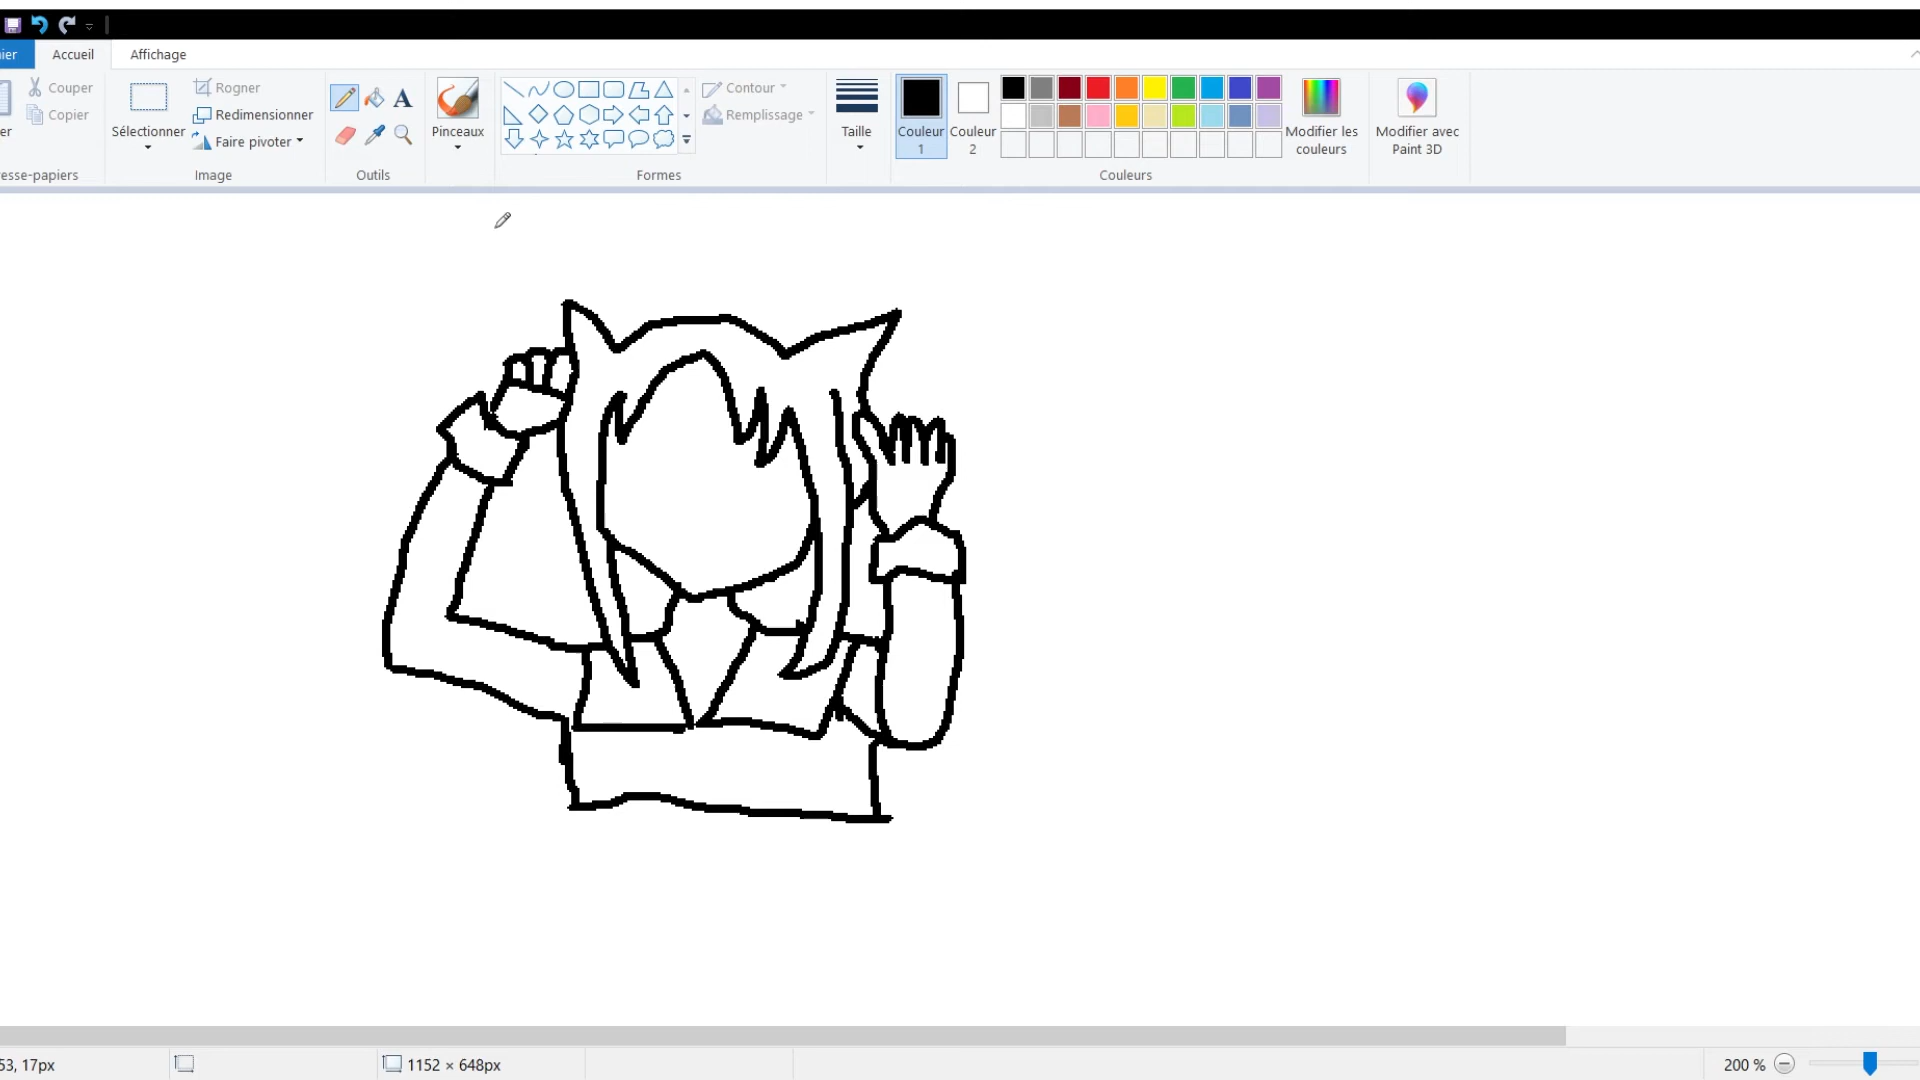 ier Accueil Affichage
Couper
Copier
er
esse-papiers
Sélectionner
Rogner
Redimensionner
Faire pivoter
Image
A
Outils
Pinceaux
Contour
Remplissage
Formes
Taille
Couleur
1
Couleur
2
Modifier les
couleurs
Couleurs
Modifier avec
Paint 3D
53, 17px 1152 × 648px 200 %